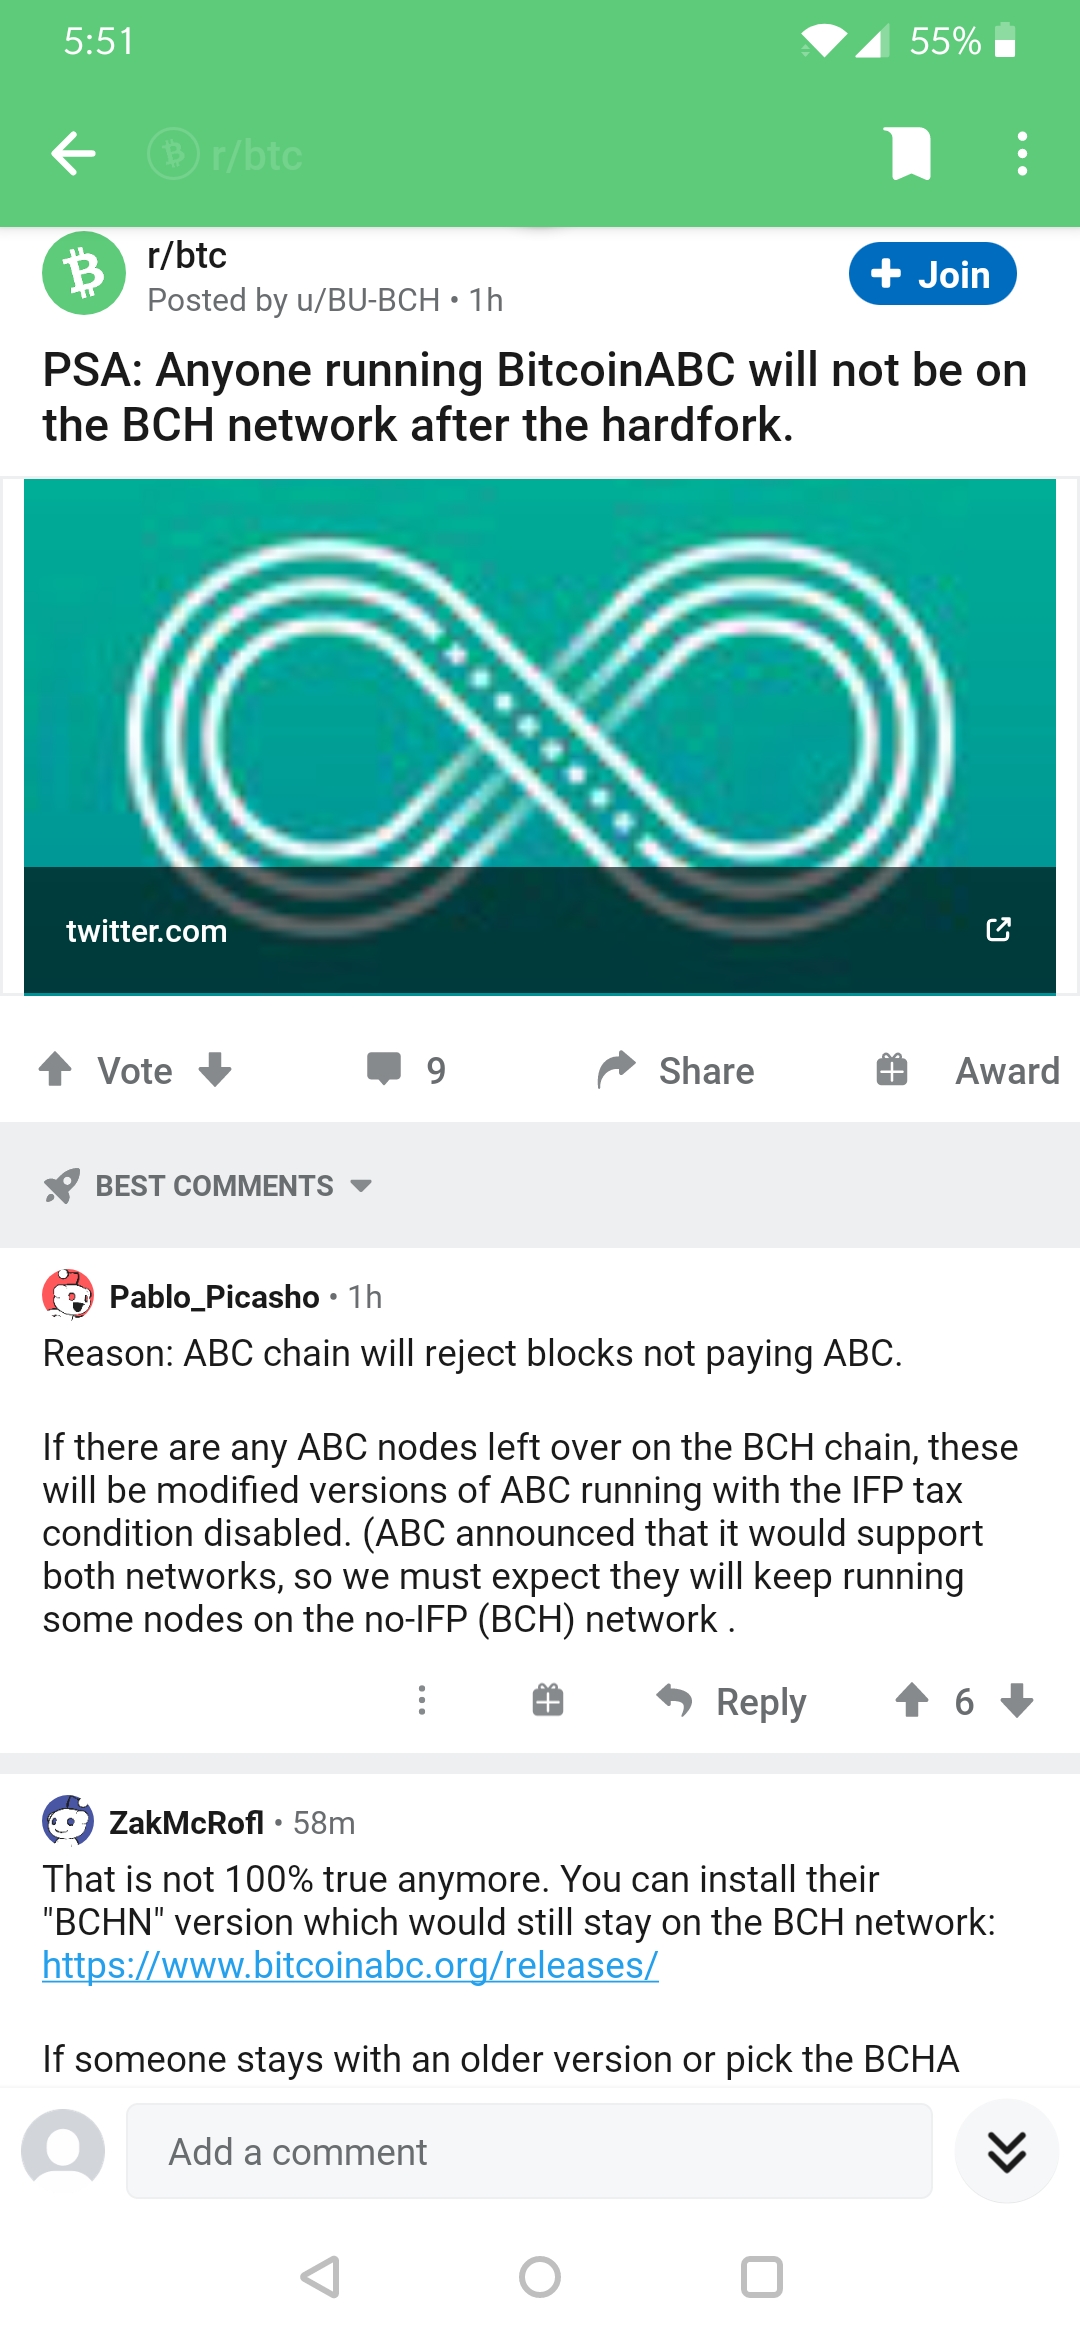 5:51
55%
r/btc
r/btc
Posted by u/BU-BCH • 1h
+ Join
PSA: Anyone running BitcoinABC will not be on
the BCH network after the hardfork.
twitter.com
Vote
9
Share
Award
BEST COMMENTS
Pablo_Picasho • 1h
Reason: ABC chain will reject blocks not paying ABC.
If there are any ABC nodes left over on the BCH chain, these
will be modified versions of ABC running with the IFP tax
condition disabled. (ABC announced that it would support
both networks, so we must expect they will keep running
some nodes on the no-IFP (BCH) network .
Reply
6
ZakMcRofl • 58m
That is not 100% true anymore. You can install their
"BCHN" version which would still stay on the BCH network:
https://www.bitcoinabc.org/releases/
If someone stays with an older version or pick the BCHA
Add a comment